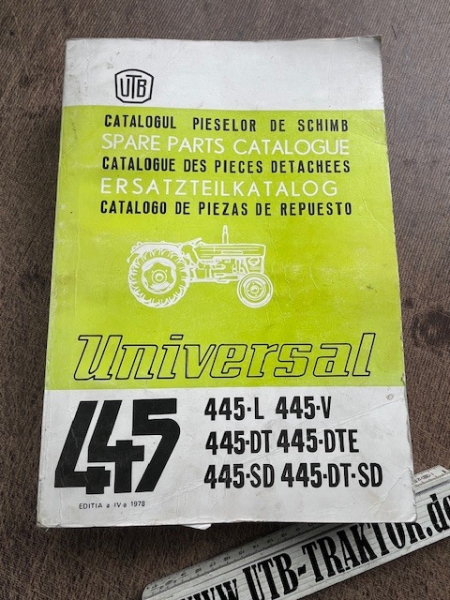 UTB
CATALOGUL PIESELOR DE SCHIMB
SPARE PARTS CATALOGUE
CATALOGUE DES PIECES DETACHEES
ERSATZTEILKATALOG
CATALOGO DE PIEZAS DE REPUESTO
Universal
445
445-L 445-V
445-DT 445-DTE
445-SD 445-DT-SD
EDITIA a IV-a 1978
www.UTB-TRAKTOR.de